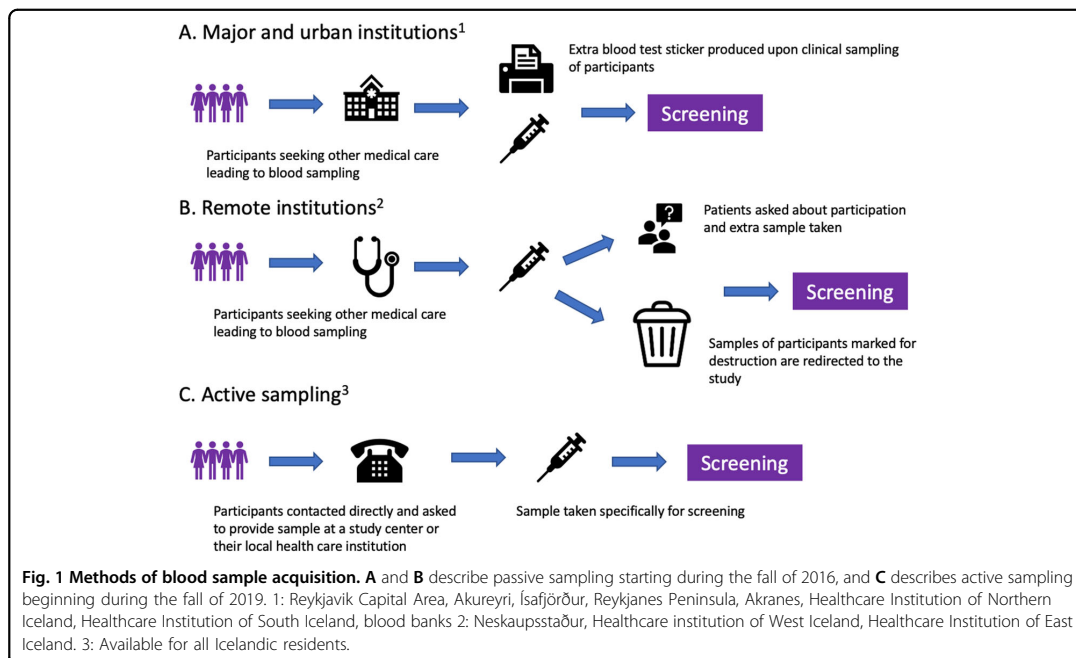 A. Major and urban institutions¹
Extra blood test sticker produced upon clinical sampling
of participants
Screening
Participants seeking other medical care
leading to blood sampling
B. Remote institutions²
?
Patients asked about participation
and extra sample taken
Screening
Participants seeking other medical care
leading to blood sampling
Samples of participants marked for
destruction are redirected to the
study
C. Active sampling³
Screening
Participants contacted directly and asked
to provide sample at a study center or
their local health care institution
Sample taken specifically for screening
Fig. 1 Methods of blood sample acquisition. A and B describe passive sampling starting during the fall of 2016, and C describes active sampling
beginning during the fall of 2019. 1: Reykjavik Capital Area, Akureyri, Ísafjörður, Reykjanes Peninsula, Akranes, Healthcare Institution of Northern
Iceland, Healthcare Institution of South Iceland, blood banks 2: Neskaupsstaður, Healthcare institution of West Iceland, Healthcare Institution of East
Iceland. 3: Available for all Icelandic residents.